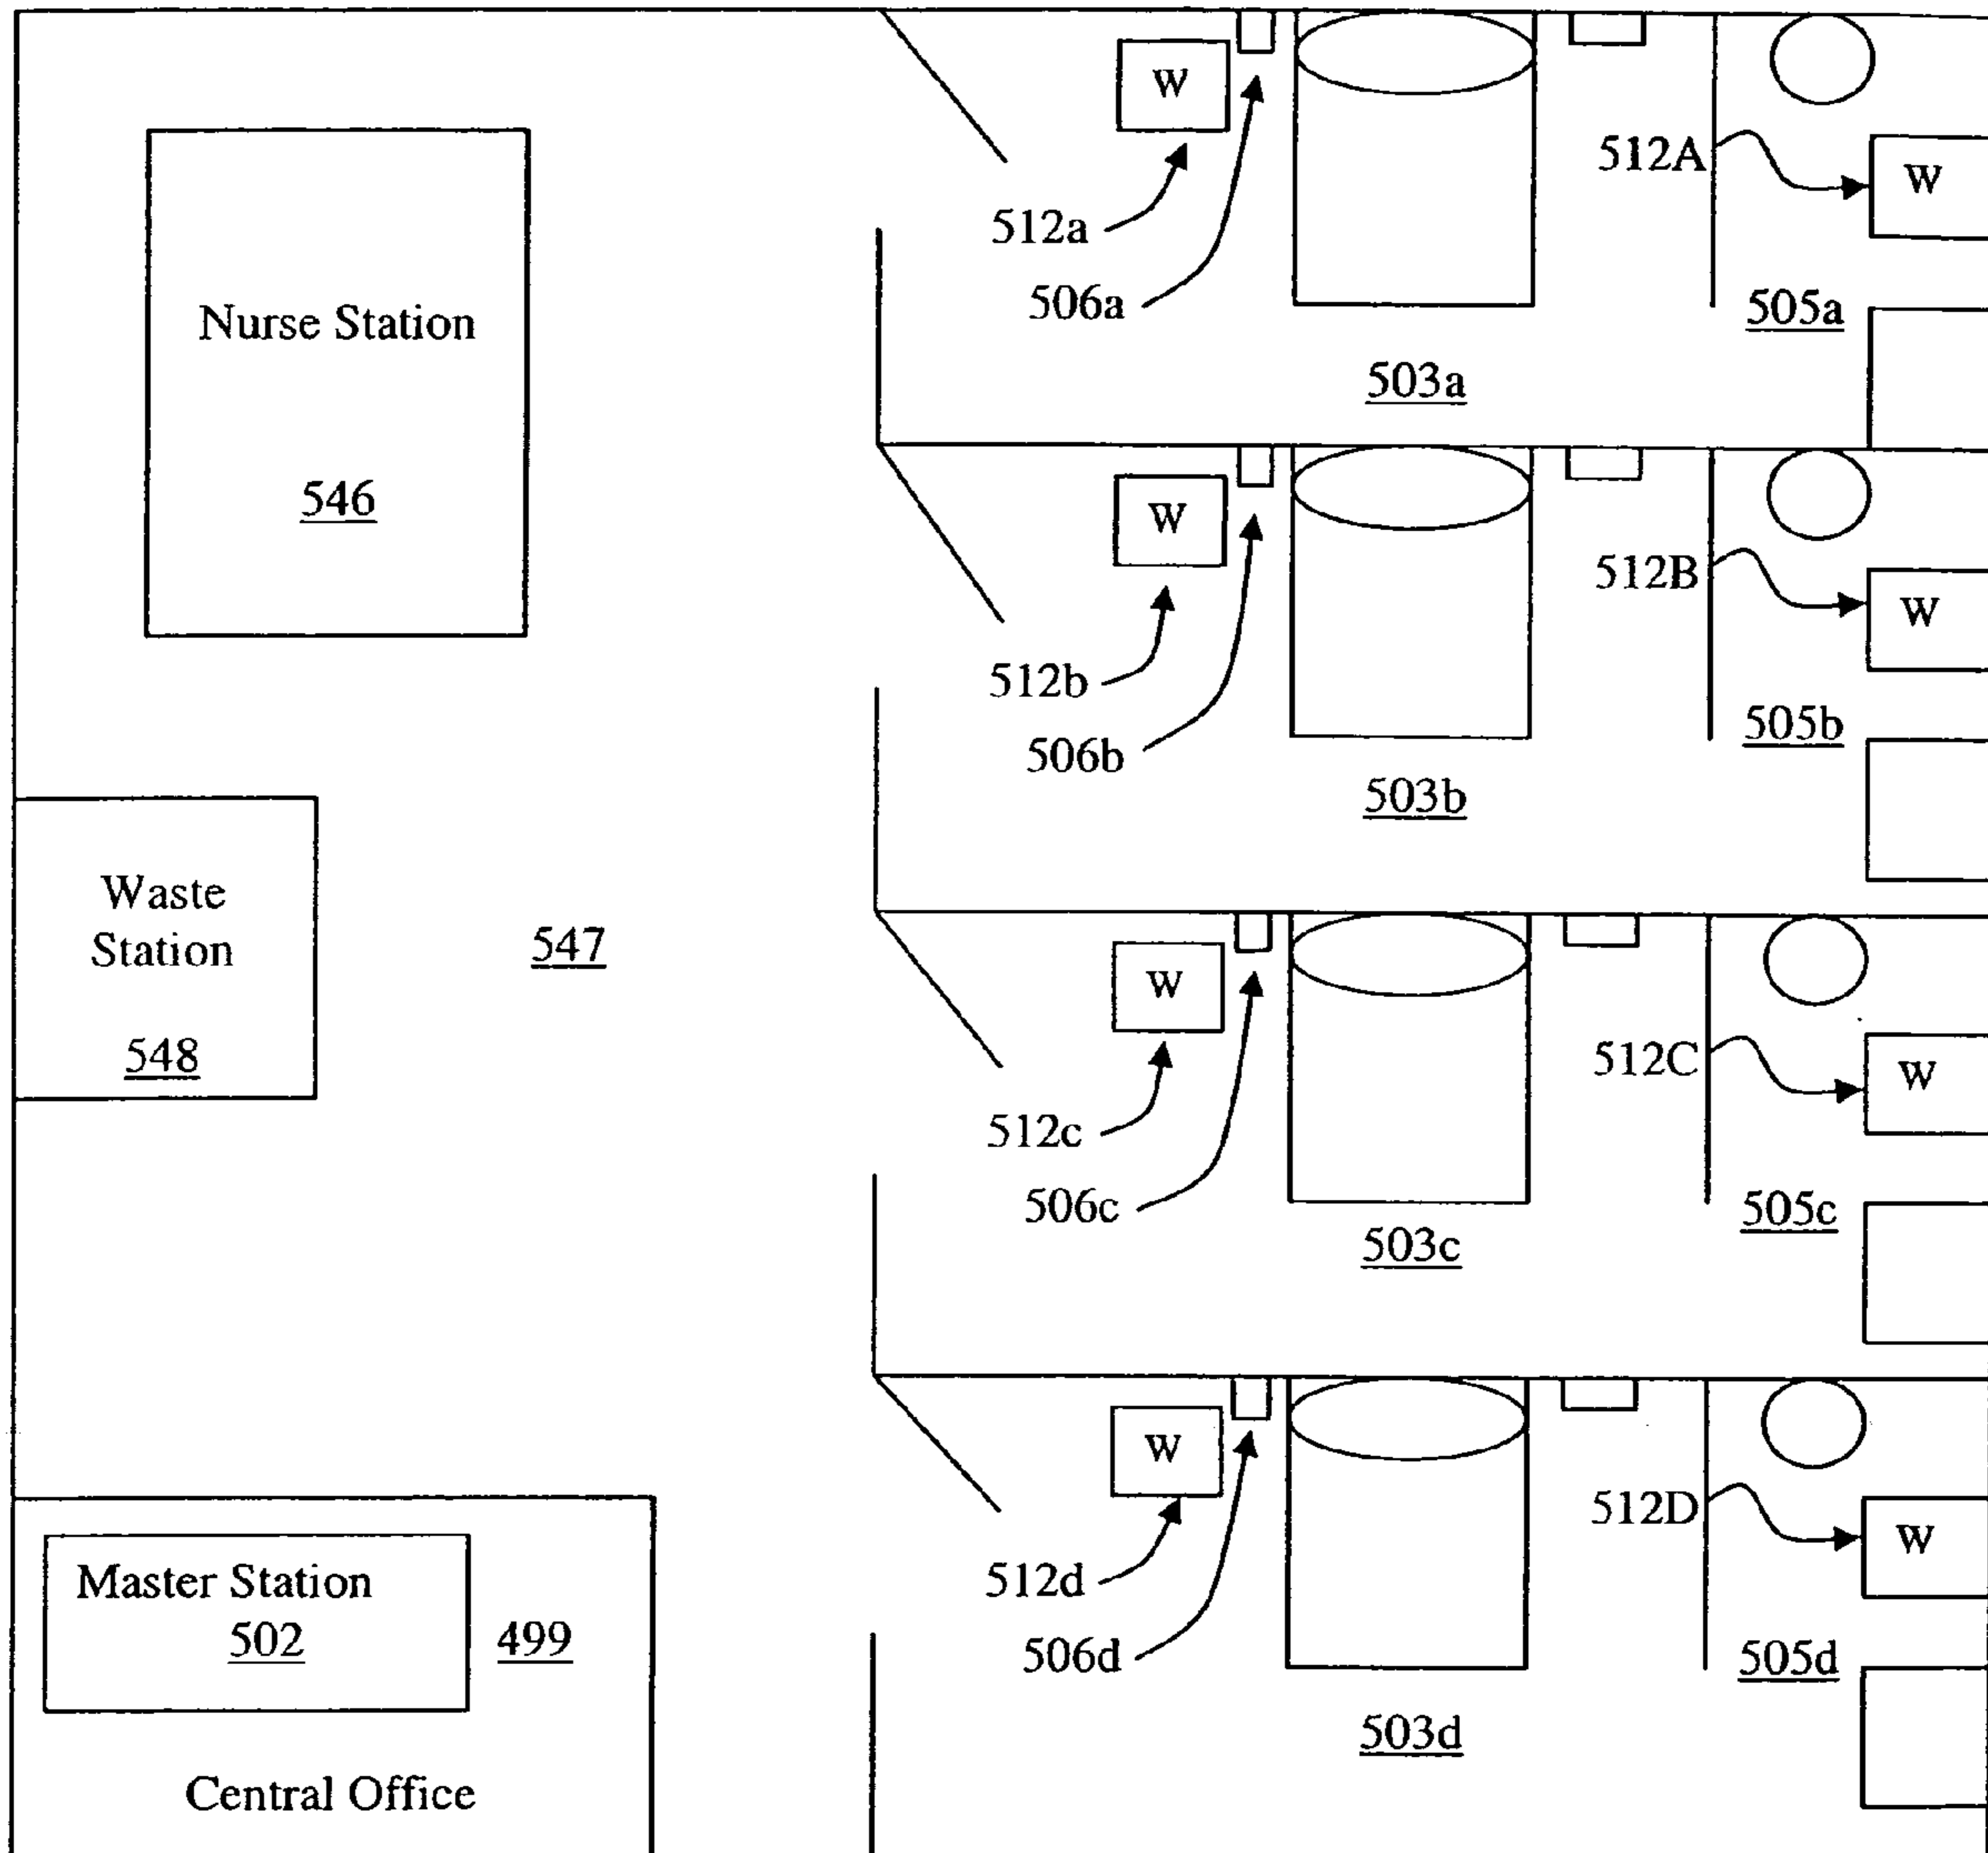 W
512A
W
512a
506a
505a
Nurse Station
503a
546
W
512B
W
512b
506b
505b
503b
Waste
Station
547
548
W
512C
W
512c
506c
505c
503c
W
512D
W
Master Station
502
499
512d
506d
505d
503d
Central Office